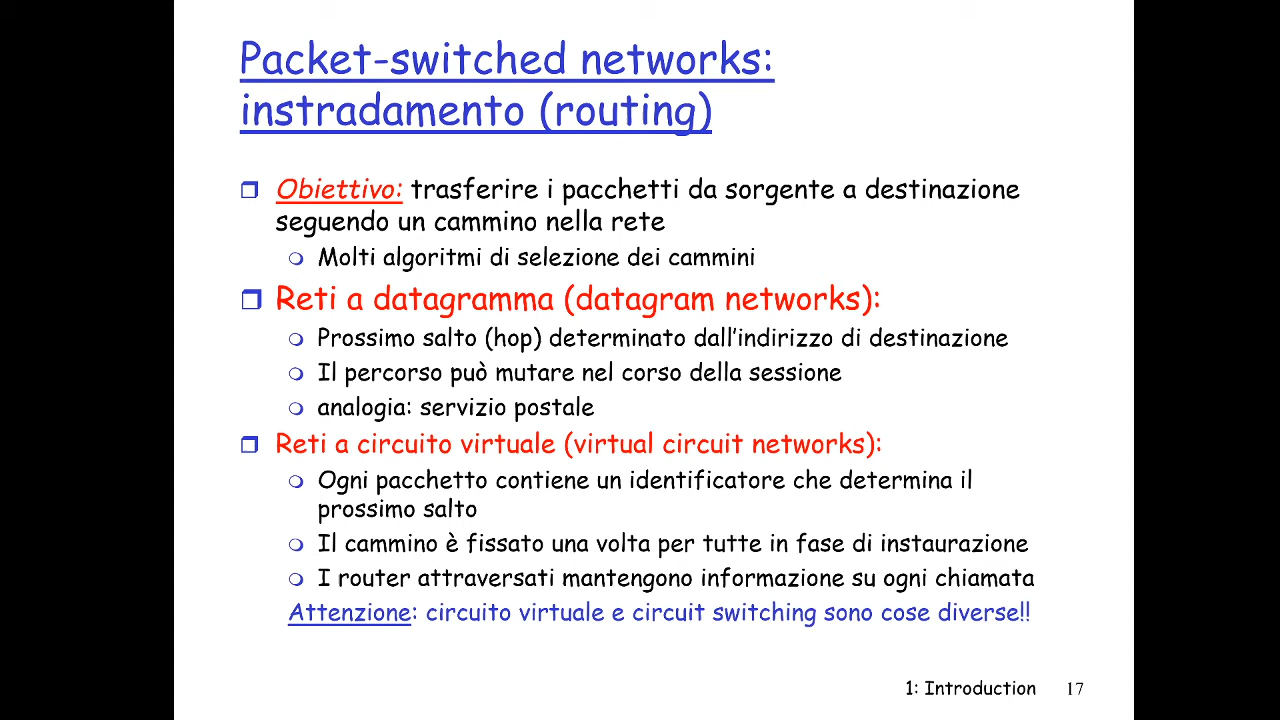 Packet-switched networks:
instradamento (routing)
Obiettivo: trasferire i pacchetti da sorgente a destinazione
seguendo un cammino nella rete
Molti algoritmi di selezione dei cammini
Reti a datagramma (datagram networks):
Prossimo salto (hop) determinato dall'indirizzo di destinazione
Il percorso può mutare nel corso della sessione
analogia: servizio postale
Reti a circuito virtuale (virtual circuit networks):
Ogni pacchetto contiene un identificatore che determina il
prossimo salto
Il cammino è fissato una volta per tutte in fase di instaurazione
I router attraversati mantengono informazione su ogni chiamata
Attenzione: circuito virtuale e circuit switching sono cose diverse!!
1: Introduction 17